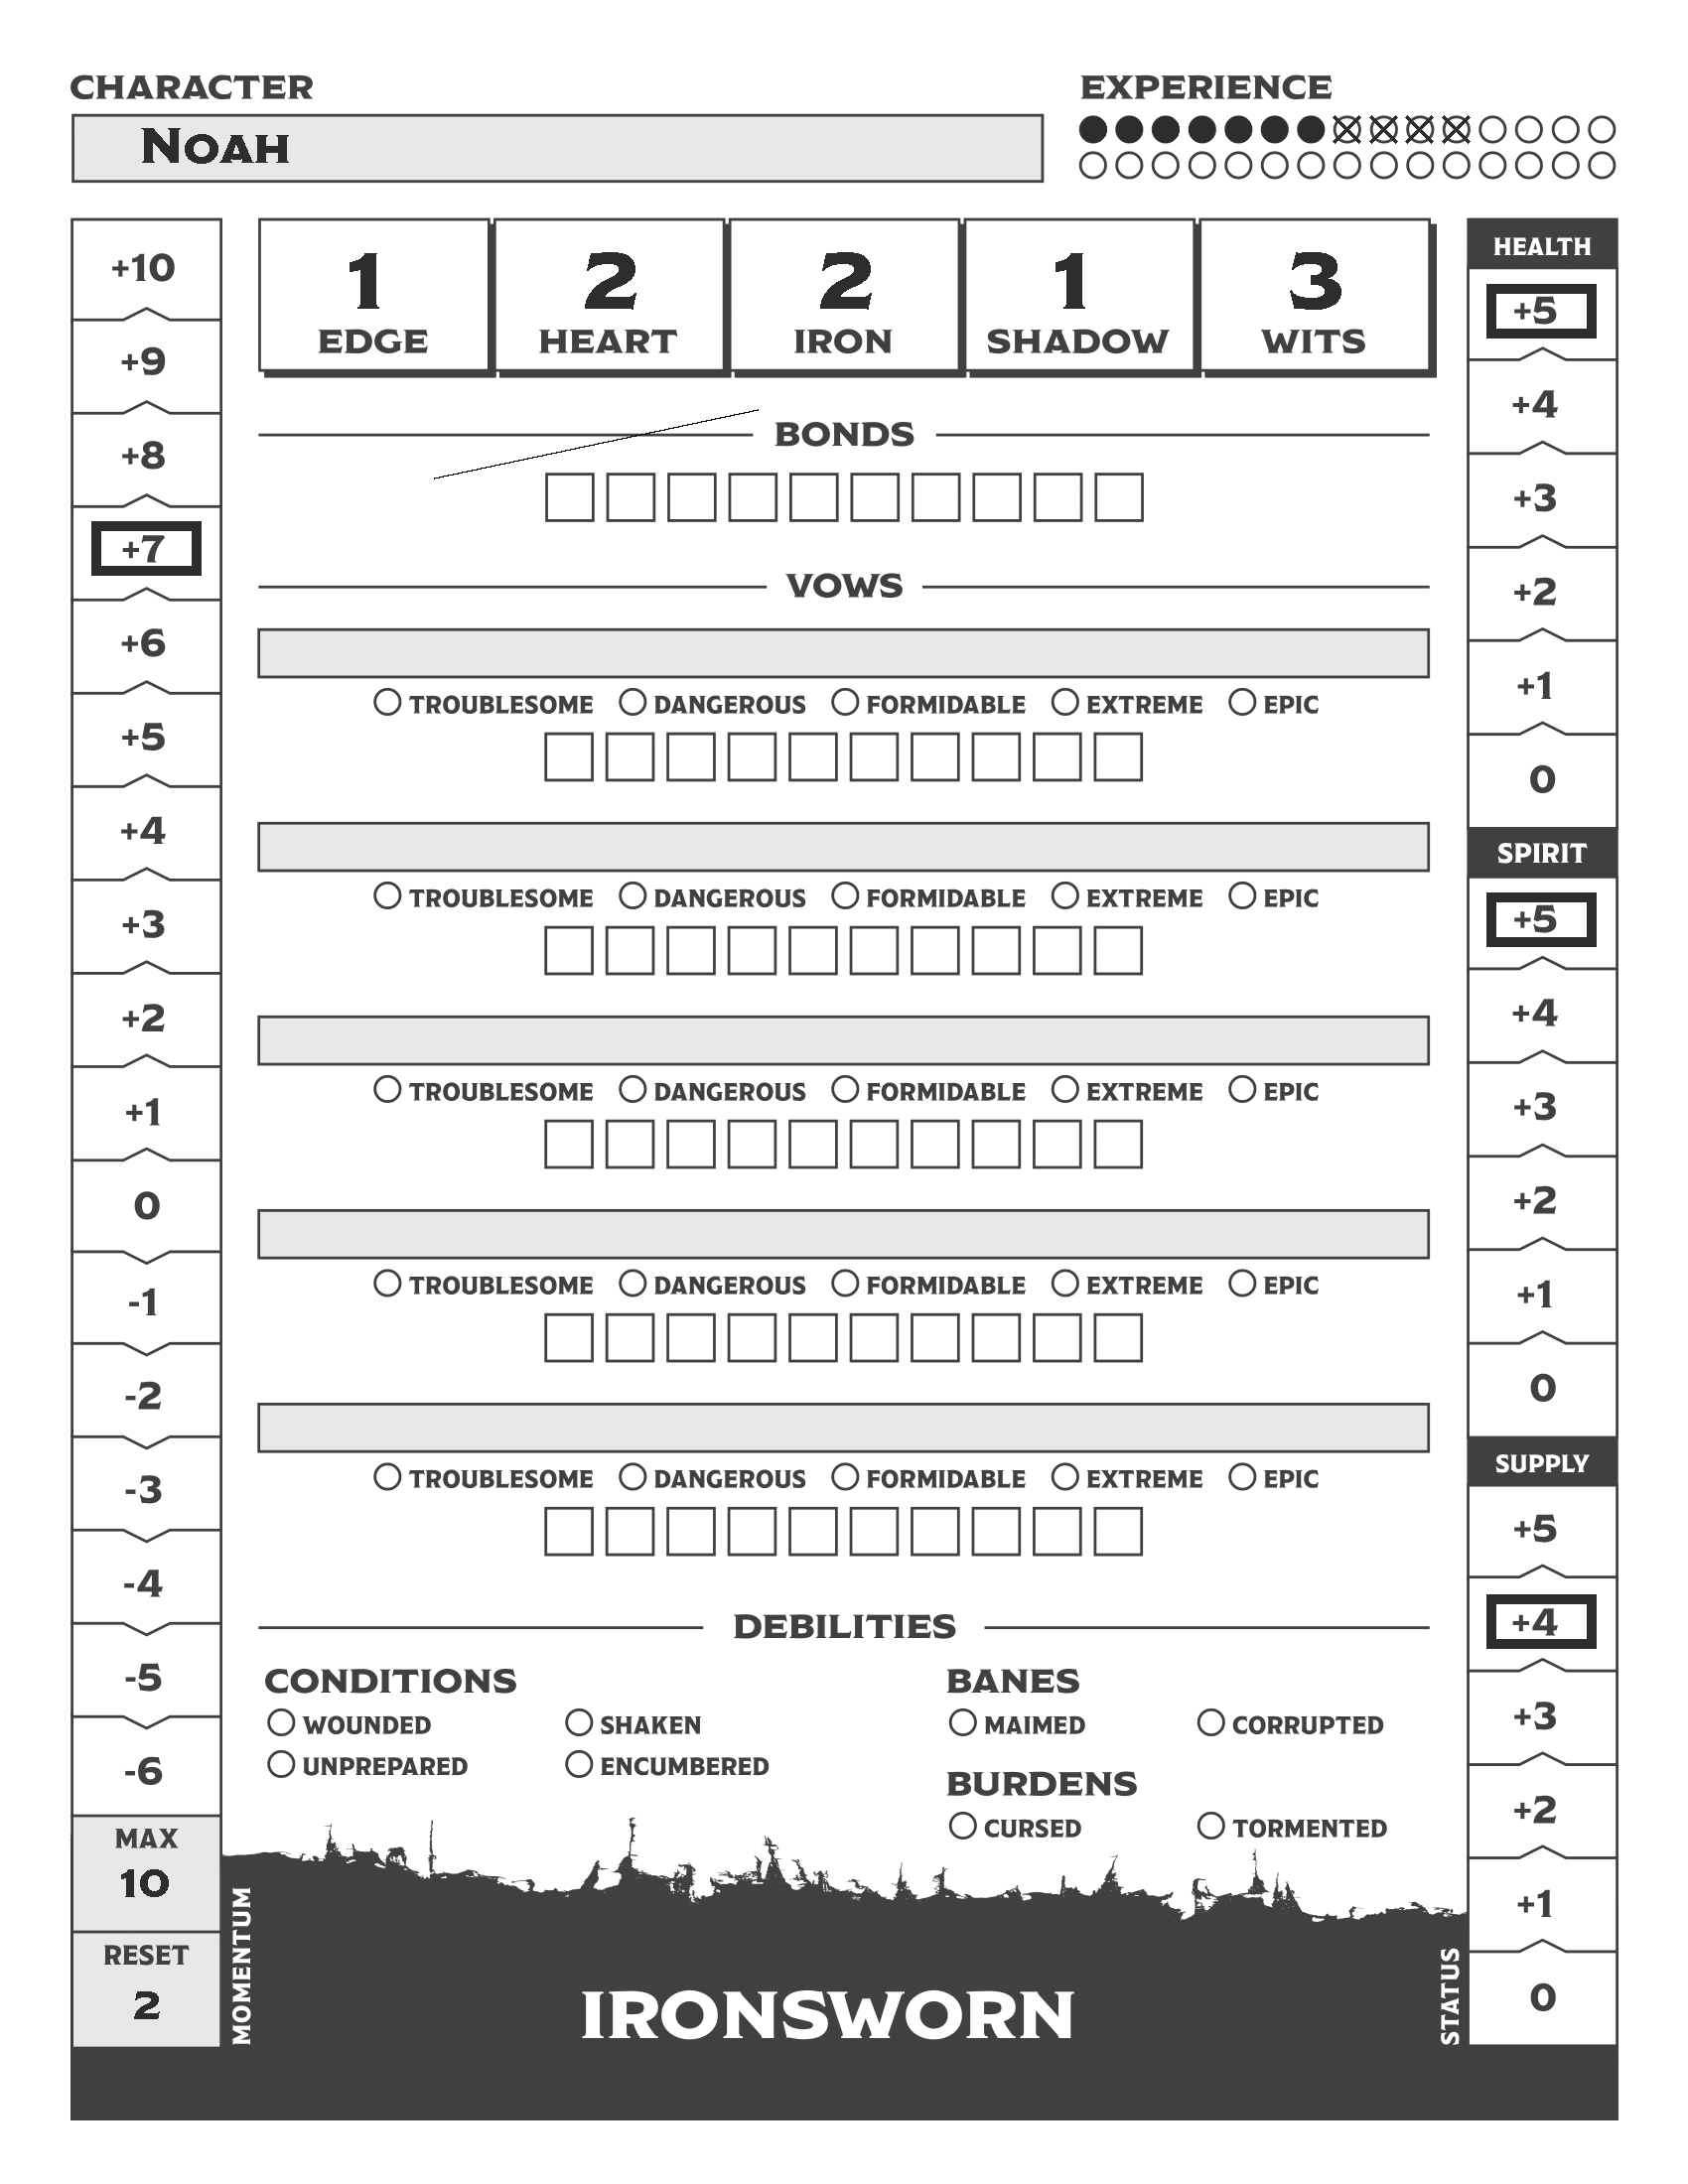 CHARACTER
NOAH
EXPERIENCE
1 EDGE
2 HEART
2 IRON
1 SHADOW
3 WITS
+10
+9
+8
+7
+6
+5
+4
+3
+2
+1
0
-1
-2
-3
-4
-5
-6
MAX
10
RESET
2
MOMENTUM
BONDS
VOWS
TROUBLESOME DANGEROUS FORMIDABLE EXTREME EPIC
TROUBLESOME DANGEROUS FORMIDABLE EXTREME EPIC
TROUBLESOME DANGEROUS FORMIDABLE EXTREME EPIC
TROUBLESOME DANGEROUS FORMIDABLE EXTREME EPIC
TROUBLESOME DANGEROUS FORMIDABLE EXTREME EPIC
DEBILITIES
CONDITIONS
WOUNDED SHAKEN
UNPREPARED ENCUMBERED
BANES
MAIMED CORRUPTED
BURDENS
CURSED TORMENTED
IRONSWORN
HEALTH
+5
+4
+3
+2
+1
0
SPIRIT
+5
+4
+3
+2
+1
0
SUPPLY
+5
+4
+3
+2
+1
0
STATUS